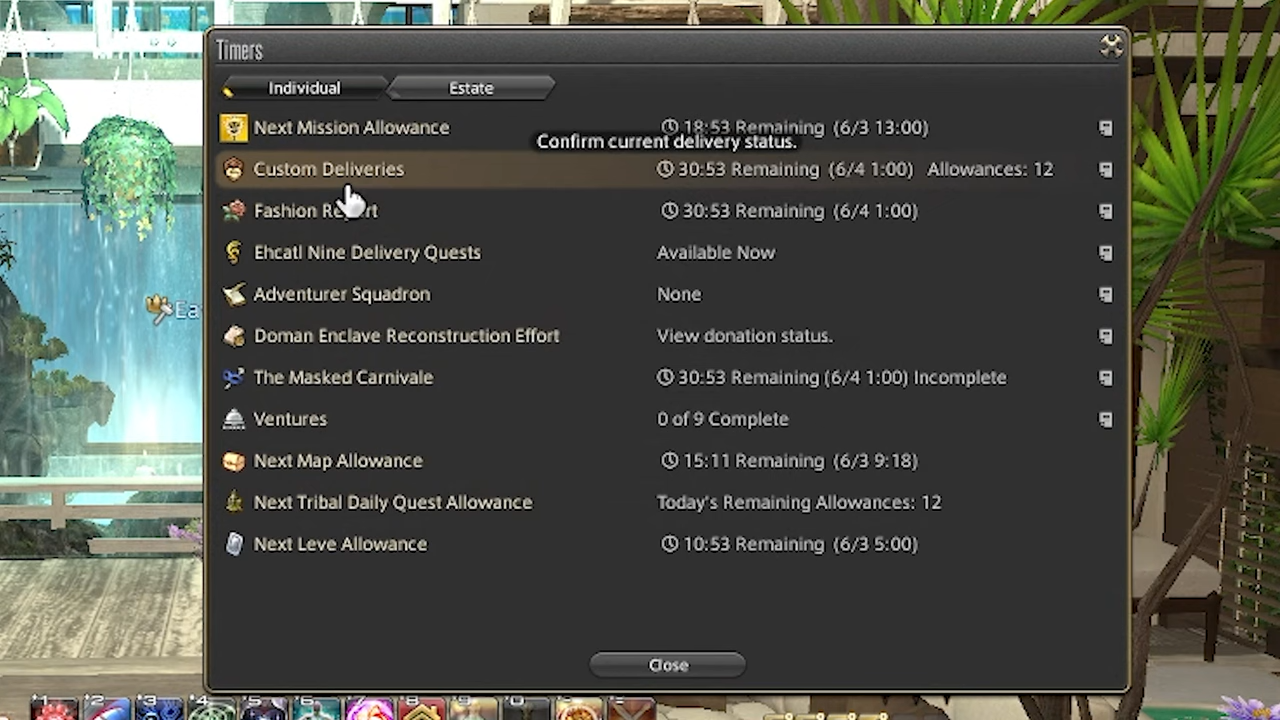 Timers
Individual
Estate
Next Mission Allowance 18:53 Remaining (6/3 13:00)
Confirm current delivery status.
Custom Deliveries 30:53 Remaining (6/4 1:00) Allowances: 12
Fashion 30:53 Remaining (6/4 1:00)
Ehcatl Nine Delivery Quests Available Now
Adventurer Squadron None
Doman Enclave Reconstruction Effort View donation status.
The Masked Carnivale 30:53 Remaining (6/4 1:00) Incomplete
Ventures 0 of 9 Complete
Next Map Allowance 15:11 Remaining (6/3 9:18)
Next Tribal Daily Quest Allowance Today's Remaining Allowances: 12
Next Leve Allowance 10:53 Remaining (6/3 5:00)
Close